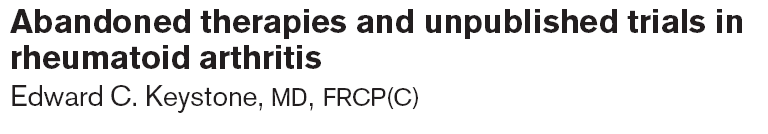 Abandoned therapies and unpublished trials in
rheumatoid arthritis
Edward C. Keystone, MD, FRCP(C)